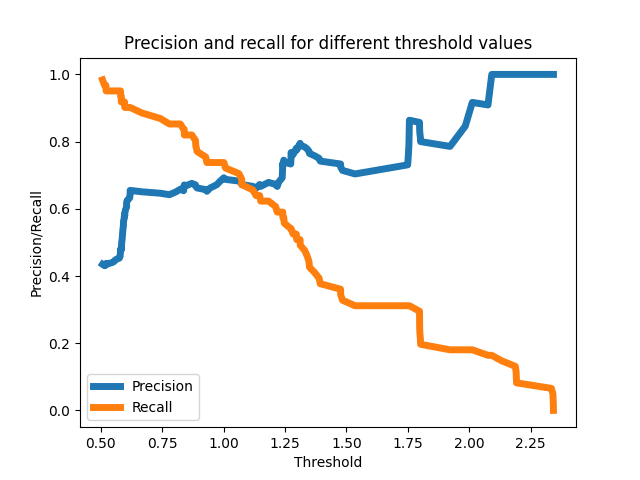 Precision and recall for different threshold values
1.0
0.8
0.6
0.4
0.2
0.0
Precision/Recall
Precision
Recall
0.50 0.75 1.00 1.25 1.50 1.75 2.00 2.25
Threshold